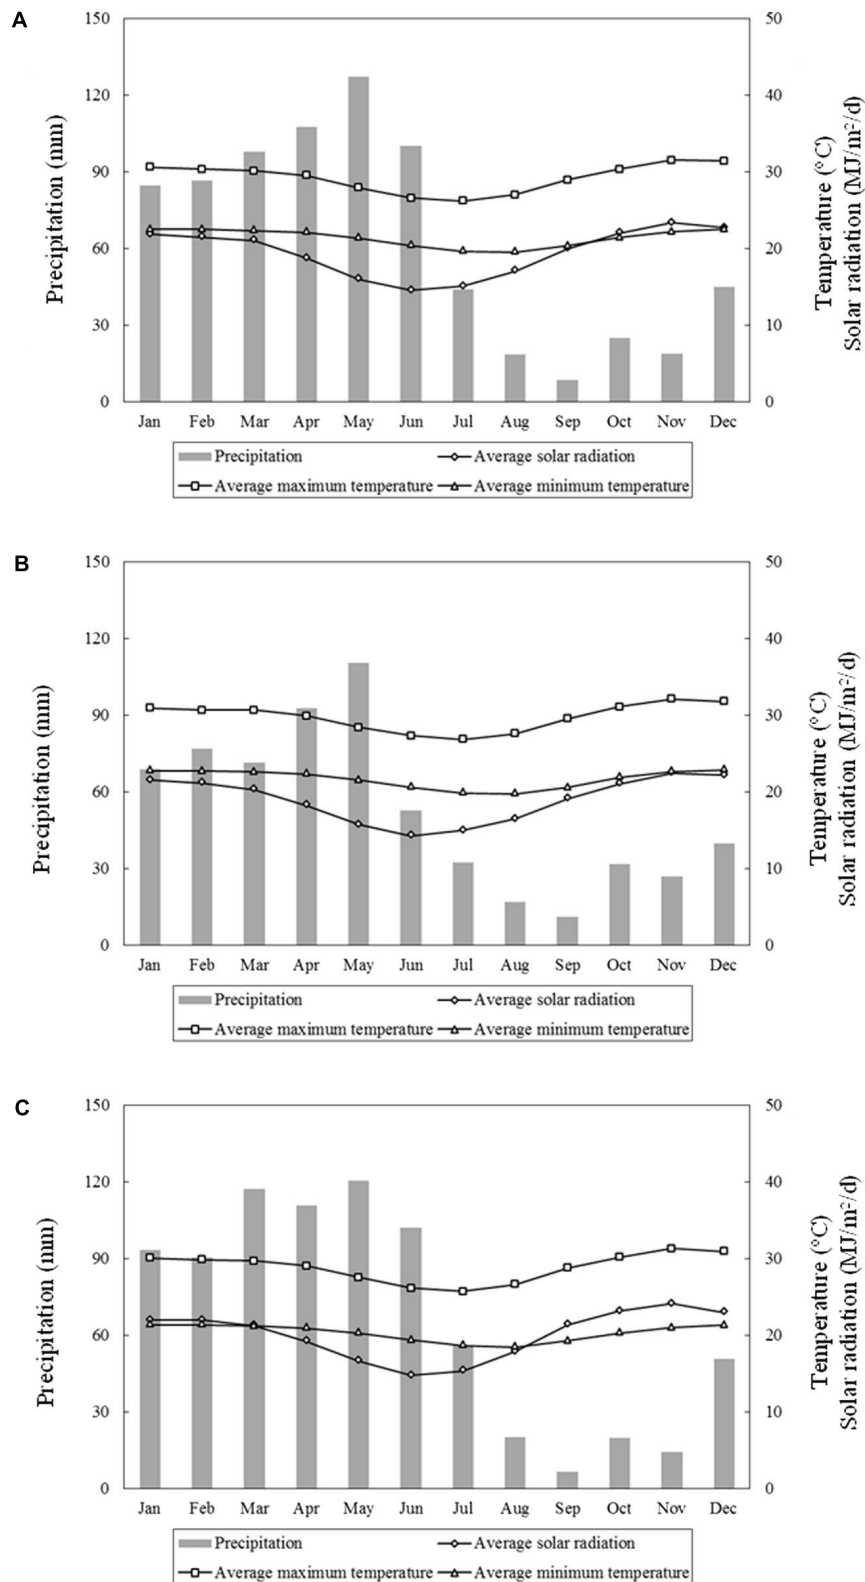 A
150
120
90
60
30
0
Precipitation (mm)
50
40
30
20
10
0
Temperature (°C)
Solar radiation (MJ/m²/d)
Jan Feb Mar Apr May Jun Jul Aug Sep Oct Nov Dec
Precipitation Average solar radiation
Average maximum temperature Average minimum temperature
B
150
120
90
60
30
0
Precipitation (mm)
50
40
30
20
10
0
Temperature (°C)
Solar radiation (MJ/m²/d)
Jan Feb Mar Apr May Jun Jul Aug Sep Oct Nov Dec
Precipitation Average solar radiation
Average maximum temperature Average minimum temperature
C
150
120
90
60
30
0
Precipitation (mm)
50
40
30
20
10
0
Temperature (°C)
Solar radiation (MJ/m²/d)
Jan Feb Mar Apr May Jun Jul Aug Sep Oct Nov Dec
Precipitation Average solar radiation
Average maximum temperature Average minimum temperature